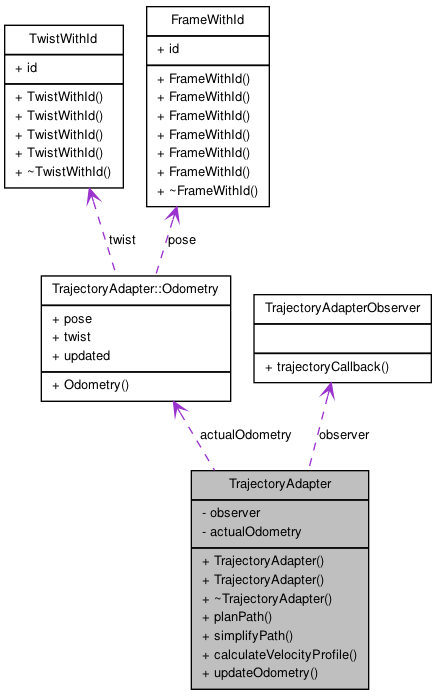 FrameWithId
+ id
+ FrameWithId()
+ FrameWithId()
+ FrameWithId()
+ FrameWithId()
+ FrameWithId()
+ FrameWithId()
+ ~FrameWithId()
TwistWithId
+ id
+ TwistWithId()
+ TwistWithId()
+ TwistWithId()
+ TwistWithId()
+ ~TwistWithId()
twist
pose
TrajectoryAdapter::Odometry
+ pose
+ twist
+ updated
+ Odometry()
TrajectoryAdapterObserver
+ trajectoryCallback()
actualOdometry
observer
TrajectoryAdapter
- observer
- actualOdometry
+ TrajectoryAdapter()
+ TrajectoryAdapter()
+ ~TrajectoryAdapter()
+ planPath()
+ simplifyPath()
+ calculateVelocityProfile()
+ updateOdometry()